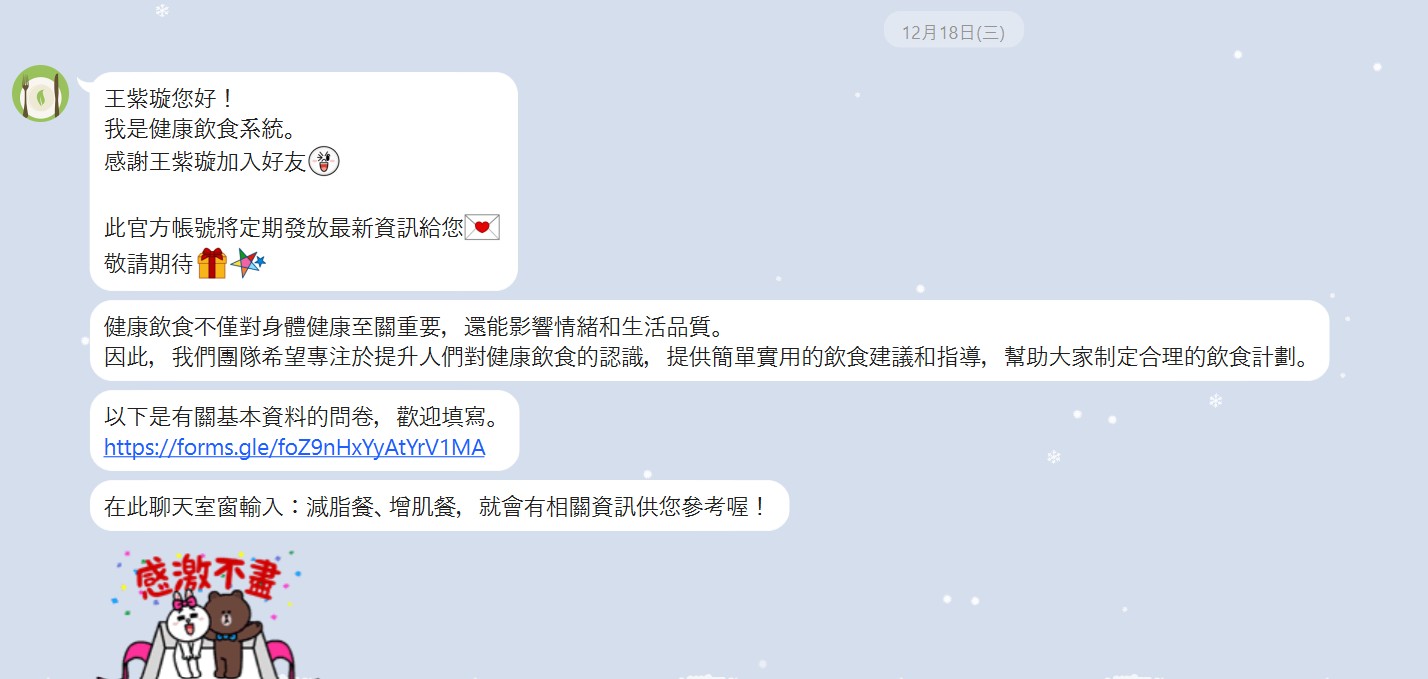 12月18日(三)
王紫璇您好！
我是健康飲食系統。
感謝王紫璇加入好友
此官方帳號將定期發放最新資訊給您
敬請期待
健康飲食不僅對身體健康至關重要，還能影響情緒和生活品質。
因此，我們團隊希望專注於提升人們對健康飲食的認識，提供簡單實用的飲食建議和指導，幫助大家制定合理的飲食計劃。
以下是有關基本資料的問卷，歡迎填寫。
https://forms.gle/foZ9nHxYyAtYrV1MA
在此聊天室窗輸入：減脂餐、增肌餐，就會有相關資訊供您參考喔！
感激不盡